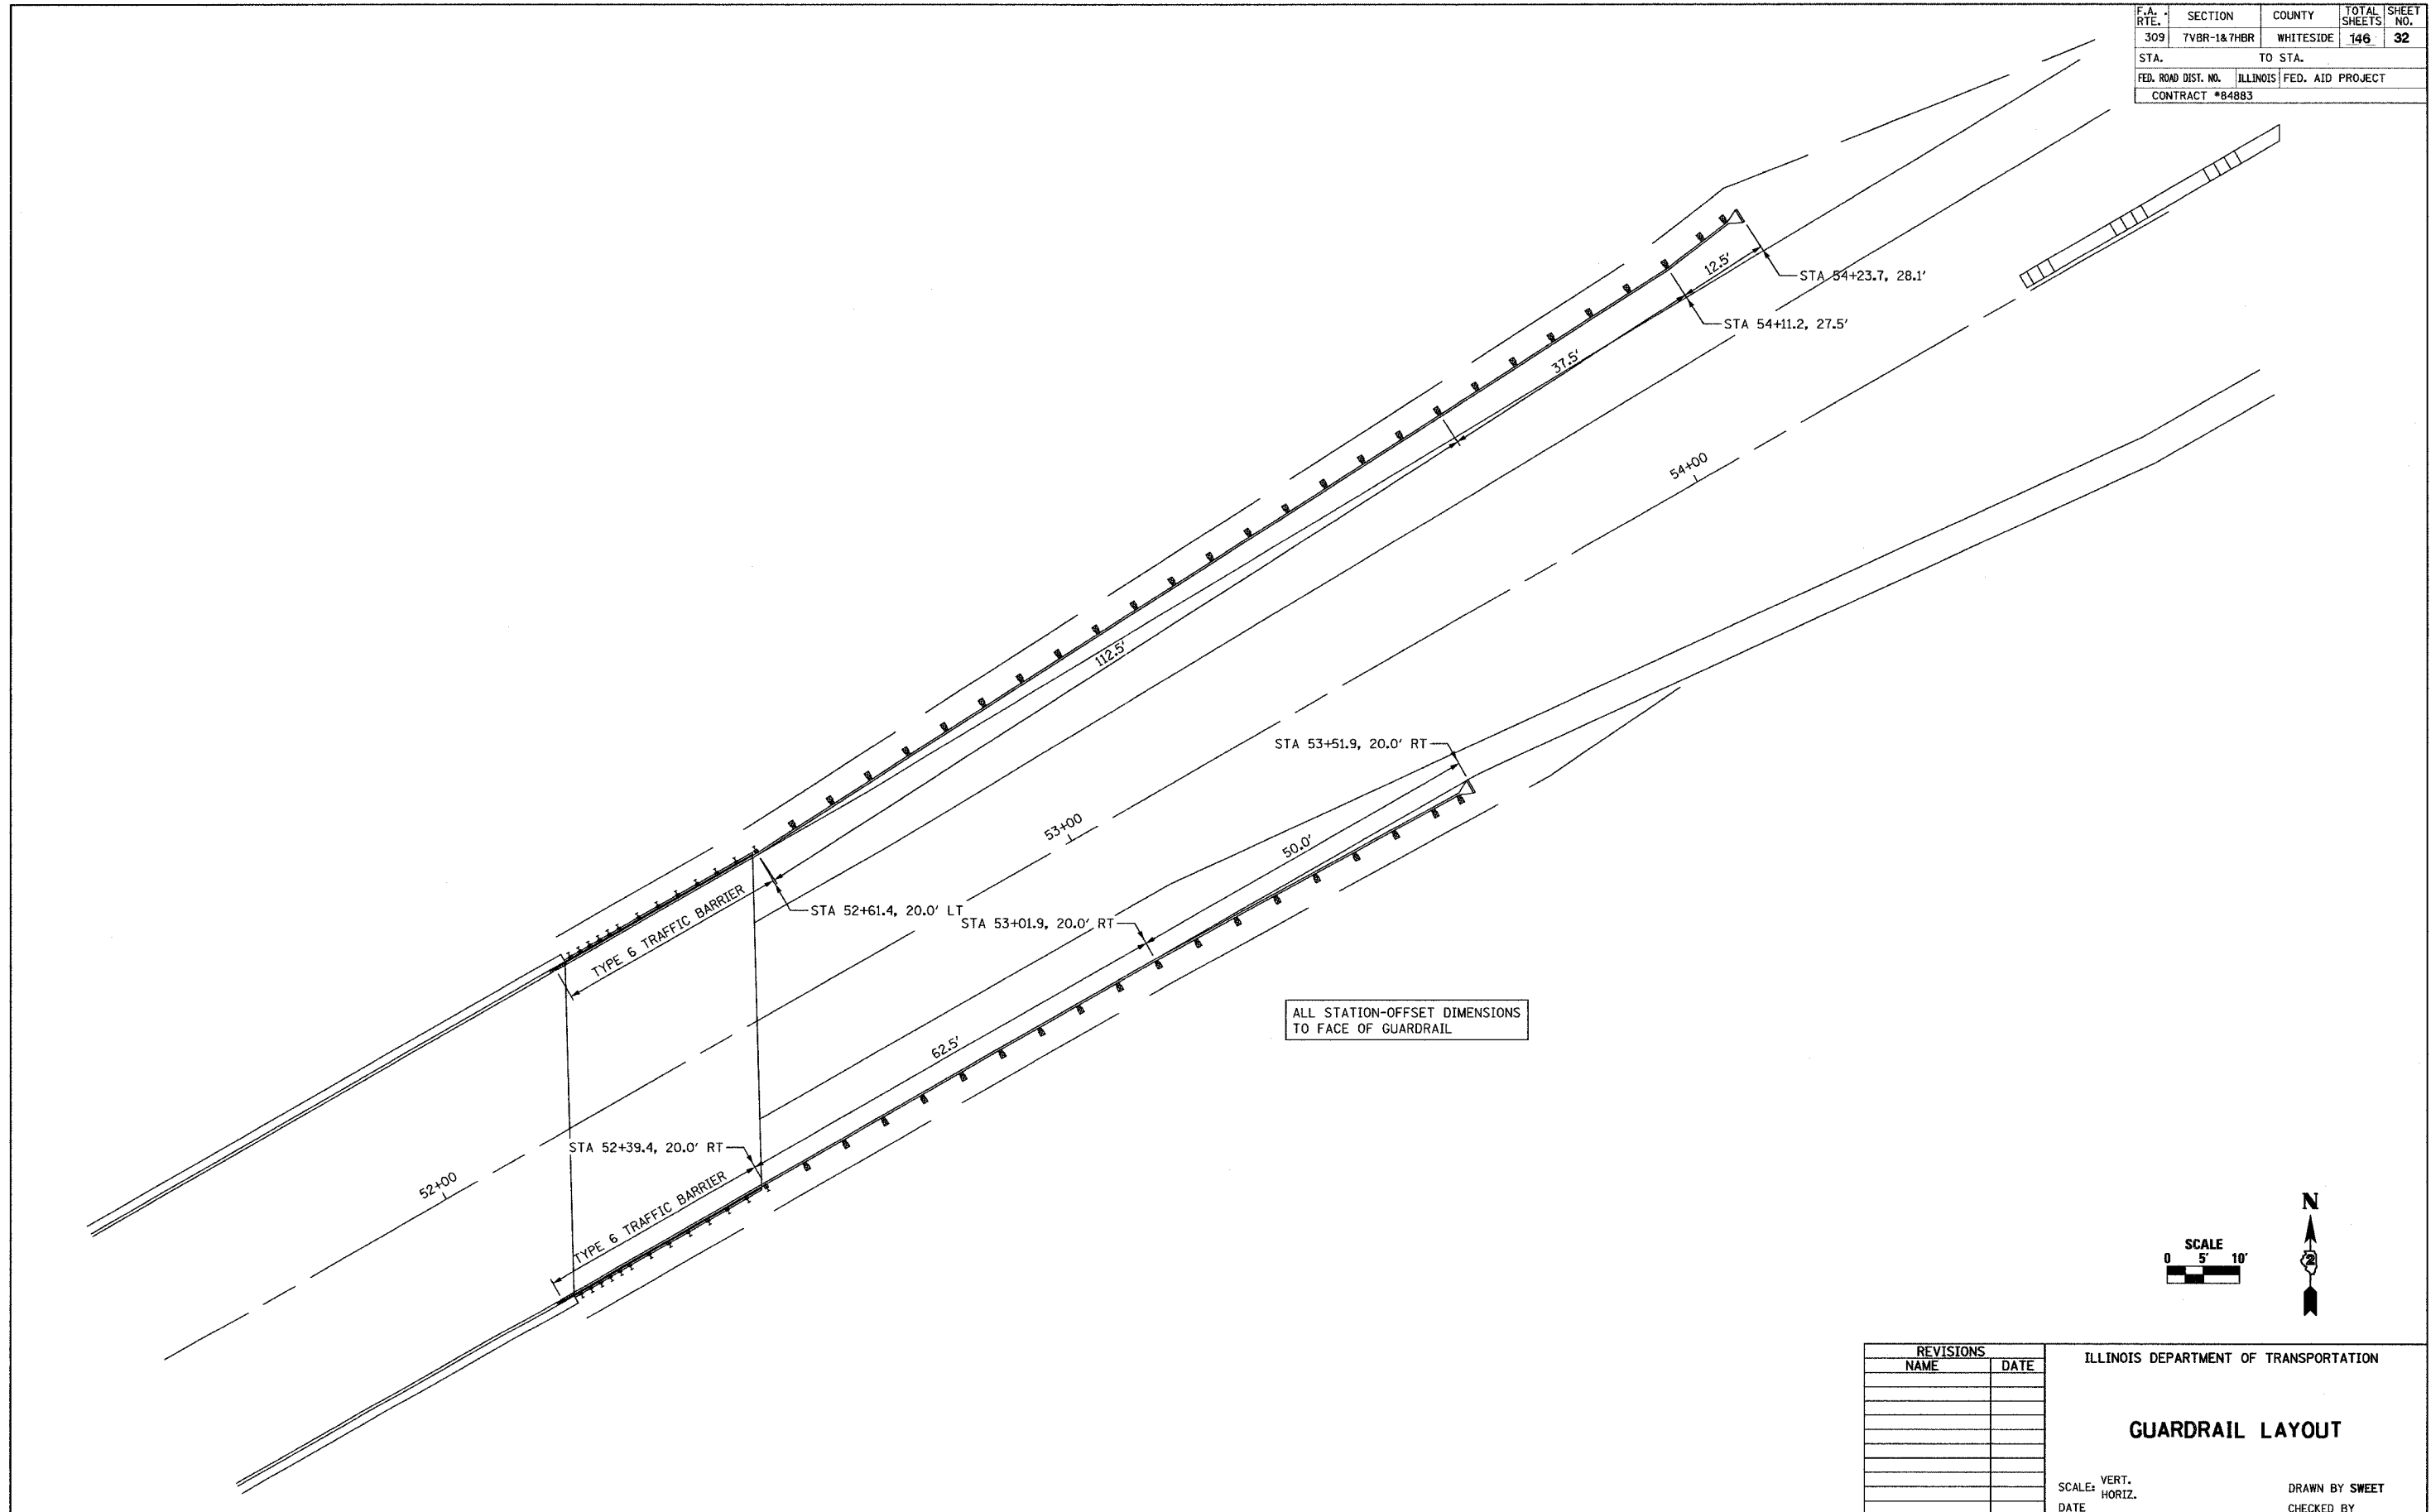 F.A. RTE. SECTION COUNTY TOTAL SHEETS SHEET NO.
309 7VBR-1&7HBR WHITESIDE 146 32
STA. TO STA.
FED. ROAD DIST. NO. ILLINOIS FED. AID PROJECT
CONTRACT #84883
STA 54+23.7, 28.1'
12.5'
STA 54+11.2, 27.5'
37.5'
54+00
112.5'
STA 53+51.9, 20.0' RT
53+00
50.0'
STA 52+61.4, 20.0' LT
TYPE 6 TRAFFIC BARRIER
STA 53+01.9, 20.0' RT
ALL STATION-OFFSET DIMENSIONS
TO FACE OF GUARDRAIL
62.5'
STA 52+39.4, 20.0' RT
52+00
TYPE 6 TRAFFIC BARRIER
N
2
SCALE
0 5' 10'
REVISIONS
NAME DATE
ILLINOIS DEPARTMENT OF TRANSPORTATION
GUARDRAIL LAYOUT
SCALE: VERT.
HORIZ.
DRAWN BY SWEET
DATE
CHECKED BY